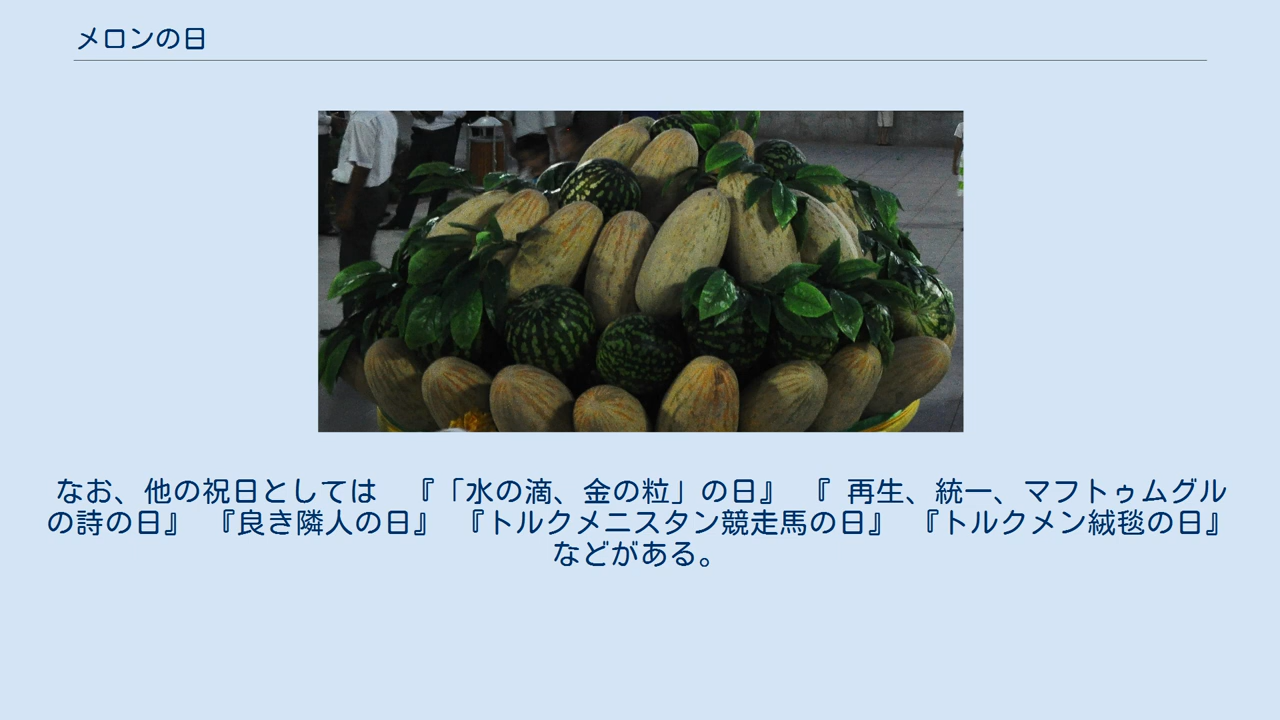 メロンの日
なお、他の祝日としては　『「水の滴、金の粒」の日』　『 再生、統一、マフトゥムグル
の詩の日』　『良き隣人の日』　『トルクメニスタン競走馬の日』　『トルクメン絨毯の日』
などがある。